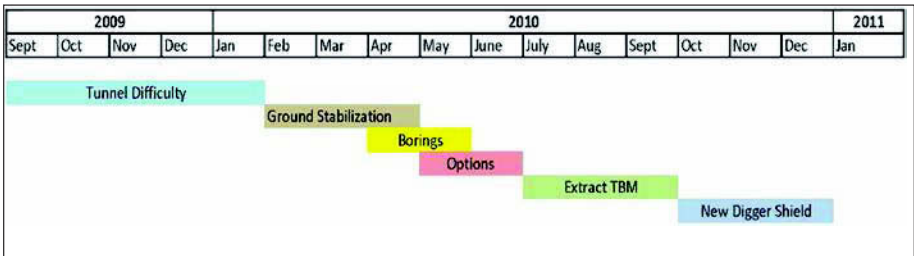 2009 2010 2011
Sept Oct Nov Dec Jan Feb Mar Apr May June July Aug Sept Oct Nov Dec Jan
Tunnel Difficulty
Ground Stabilization
Borings
Options
Extract TBM
New Digger Shield